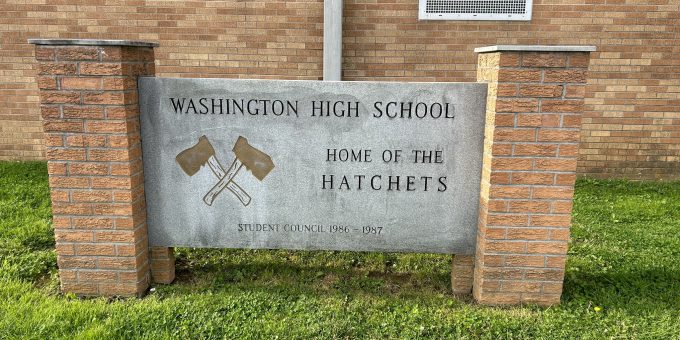 WASHINGTON HIGH SCHOOL
HOME OF THE
HATCHETS
STUDENT COUNCIL 1986 - 1987